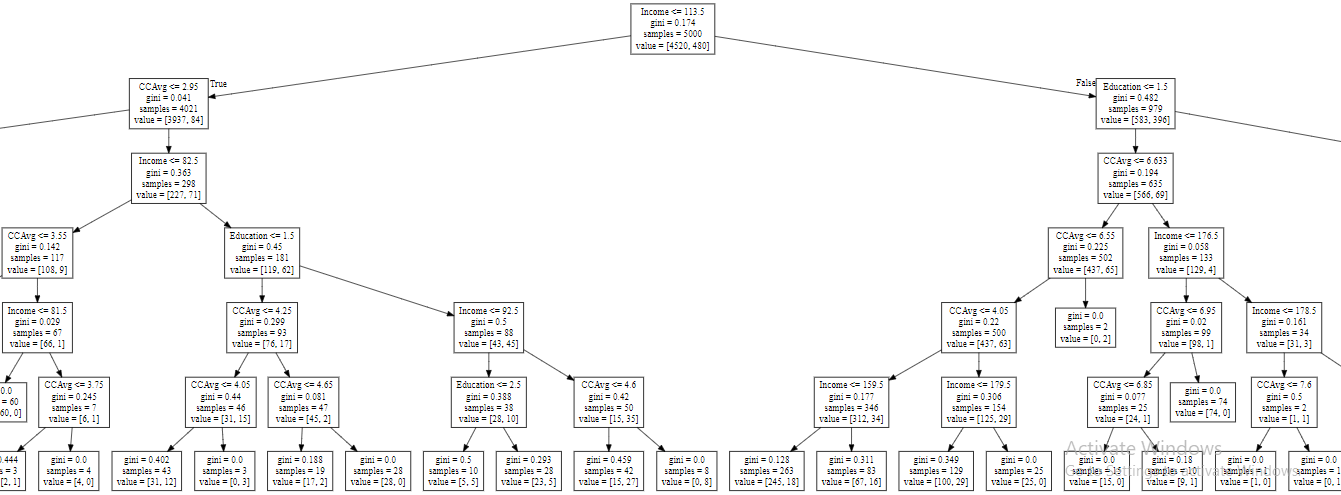 Income <= 113.5
gini = 0.174
samples = 5000
value = [4520, 480]
True
False
CCAvg <= 2.95
gini = 0.041
samples = 4021
value = [3937, 84]
Education <= 1.5
gini = 0.482
samples = 979
value = [583, 396]
Income <= 82.5
gini = 0.363
samples = 298
value = [227, 71]
CCAvg <= 6.633
gini = 0.194
samples = 635
value = [566, 69]
CCAvg <= 3.55
gini = 0.142
samples = 117
value = [108, 9]
Education <= 1.5
gini = 0.45
samples = 181
value = [119, 62]
CCAvg <= 6.55
gini = 0.225
samples = 502
value = [437, 65]
Income <= 176.5
gini = 0.058
samples = 133
value = [129, 4]
Income <= 81.5
gini = 0.029
samples = 67
value = [66, 1]
CCAvg <= 4.25
gini = 0.299
samples = 93
value = [76, 17]
Income <= 92.5
gini = 0.5
samples = 88
value = [43, 45]
CCAvg <= 4.05
gini = 0.22
samples = 500
value = [437, 63]
gini = 0.0
samples = 2
value = [0, 2]
CCAvg <= 6.95
gini = 0.02
samples = 99
value = [98, 1]
Income <= 178.5
gini = 0.161
samples = 34
value = [31, 3]
0.0
= 60
60, 0]
CCAvg <= 3.75
gini = 0.245
samples = 7
value = [6, 1]
CCAvg <= 4.05
gini = 0.44
samples = 46
value = [31, 15]
CCAvg <= 4.65
gini = 0.081
samples = 47
value = [45, 2]
Education <= 2.5
gini = 0.388
samples = 38
value = [28, 10]
CCAvg <= 4.6
gini = 0.42
samples = 50
value = [15, 35]
Income <= 159.5
gini = 0.177
samples = 346
value = [312, 34]
Income <= 179.5
gini = 0.306
samples = 154
value = [125, 29]
CCAvg <= 6.85
gini = 0.077
samples = 25
value = [24, 1]
gini = 0.0
samples = 74
value = [74, 0]
CCAvg <= 7.6
gini = 0.5
samples = 2
value = [1, 1]
.444
s = 3
[2, 1]
gini = 0.0
samples = 4
value = [4, 0]
gini = 0.402
samples = 43
value = [31, 12]
gini = 0.0
samples = 3
value = [0, 3]
gini = 0.188
samples = 19
value = [17, 2]
gini = 0.0
samples = 28
value = [28, 0]
gini = 0.5
samples = 10
value = [5, 5]
gini = 0.293
samples = 28
value = [23, 5]
gini = 0.459
samples = 42
value = [15, 27]
gini = 0.0
samples = 8
value = [0, 8]
gini = 0.128
samples = 263
value = [245, 18]
gini = 0.311
samples = 83
value = [67, 16]
gini = 0.349
samples = 129
value = [100, 29]
gini = 0.0
samples = 25
value = [25, 0]
gini = 0.0
samples = 15
value = [15, 0]
gini = 0.18
samples = 10
value = [9, 1]
gini = 0.0
value = [1, 0]
gini = 0.0
value = [0, 1
Activate Windows